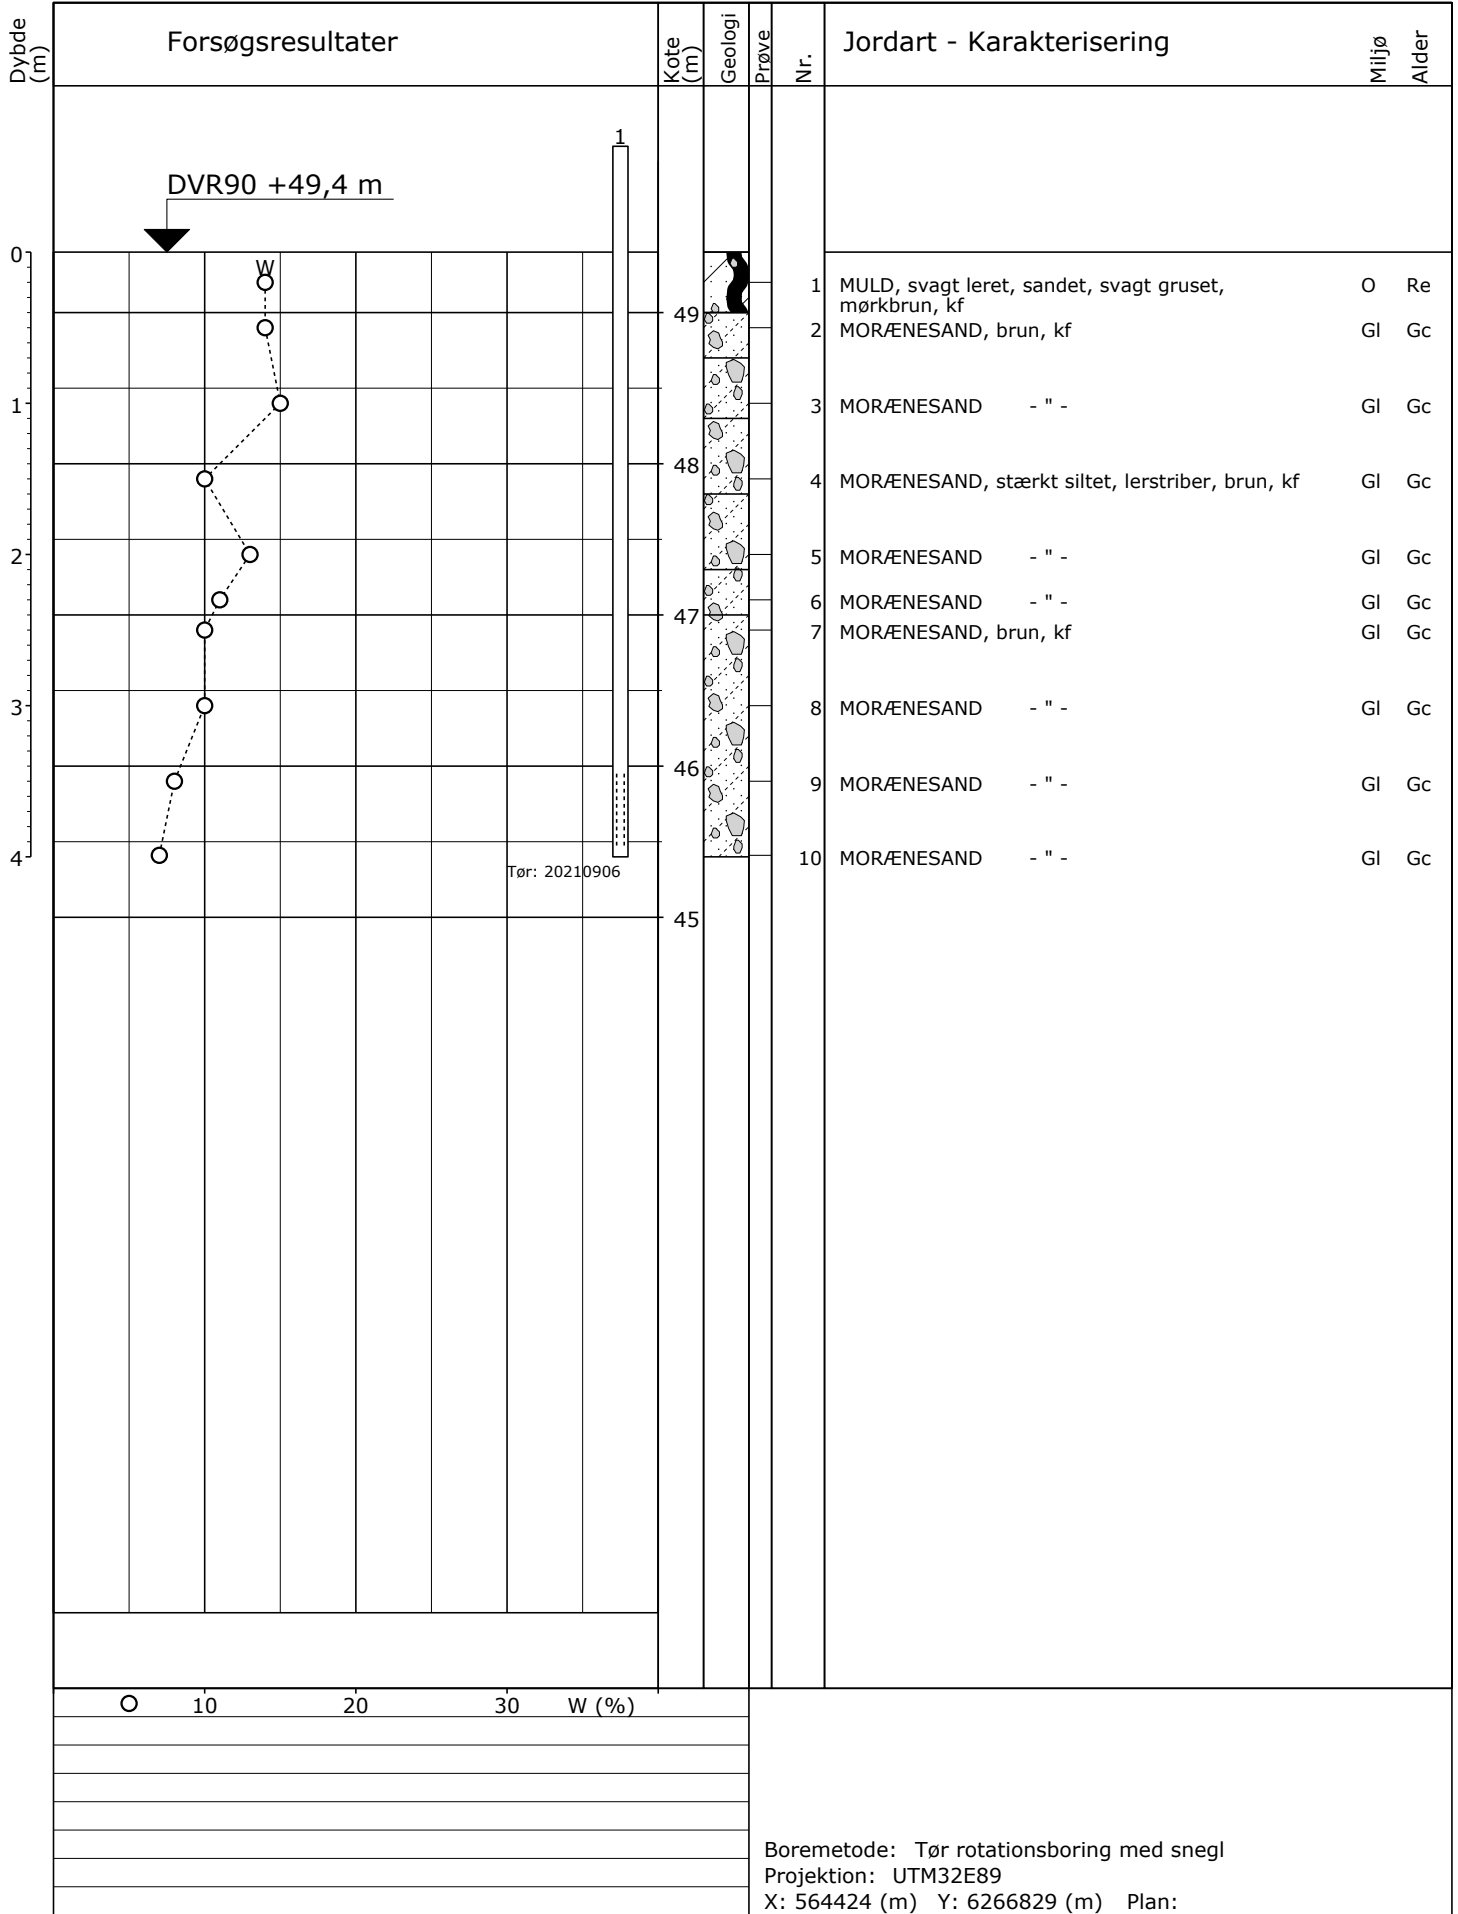 Dybde (m)
Forsøgsresultater
Kote (m)
Geologi
Prøve
Nr.
Jordart - Karakterisering
Miljø
Alder
1
DVR90 +49,4 m
0
W
1 MULD, svagt leret, sandet, svagt gruset, O Re
mørkbrun, kf
49
2 MORÆNESAND, brun, kf Gl Gc
1
3 MORÆNESAND - " - Gl Gc
48
4 MORÆNESAND, stærkt siltet, lerstriber, brun, kf Gl Gc
2
5 MORÆNESAND - " - Gl Gc
6 MORÆNESAND - " - Gl Gc
47
7 MORÆNESAND, brun, kf Gl Gc
3
8 MORÆNESAND - " - Gl Gc
46
9 MORÆNESAND - " - Gl Gc
4
10 MORÆNESAND - " - Gl Gc
Tør: 20210906
45
10 20 30 W (%)
Boremetode: Tør rotationsboring med snegl
Projektion: UTM32E89
X: 564424 (m) Y: 6266829 (m) Plan: